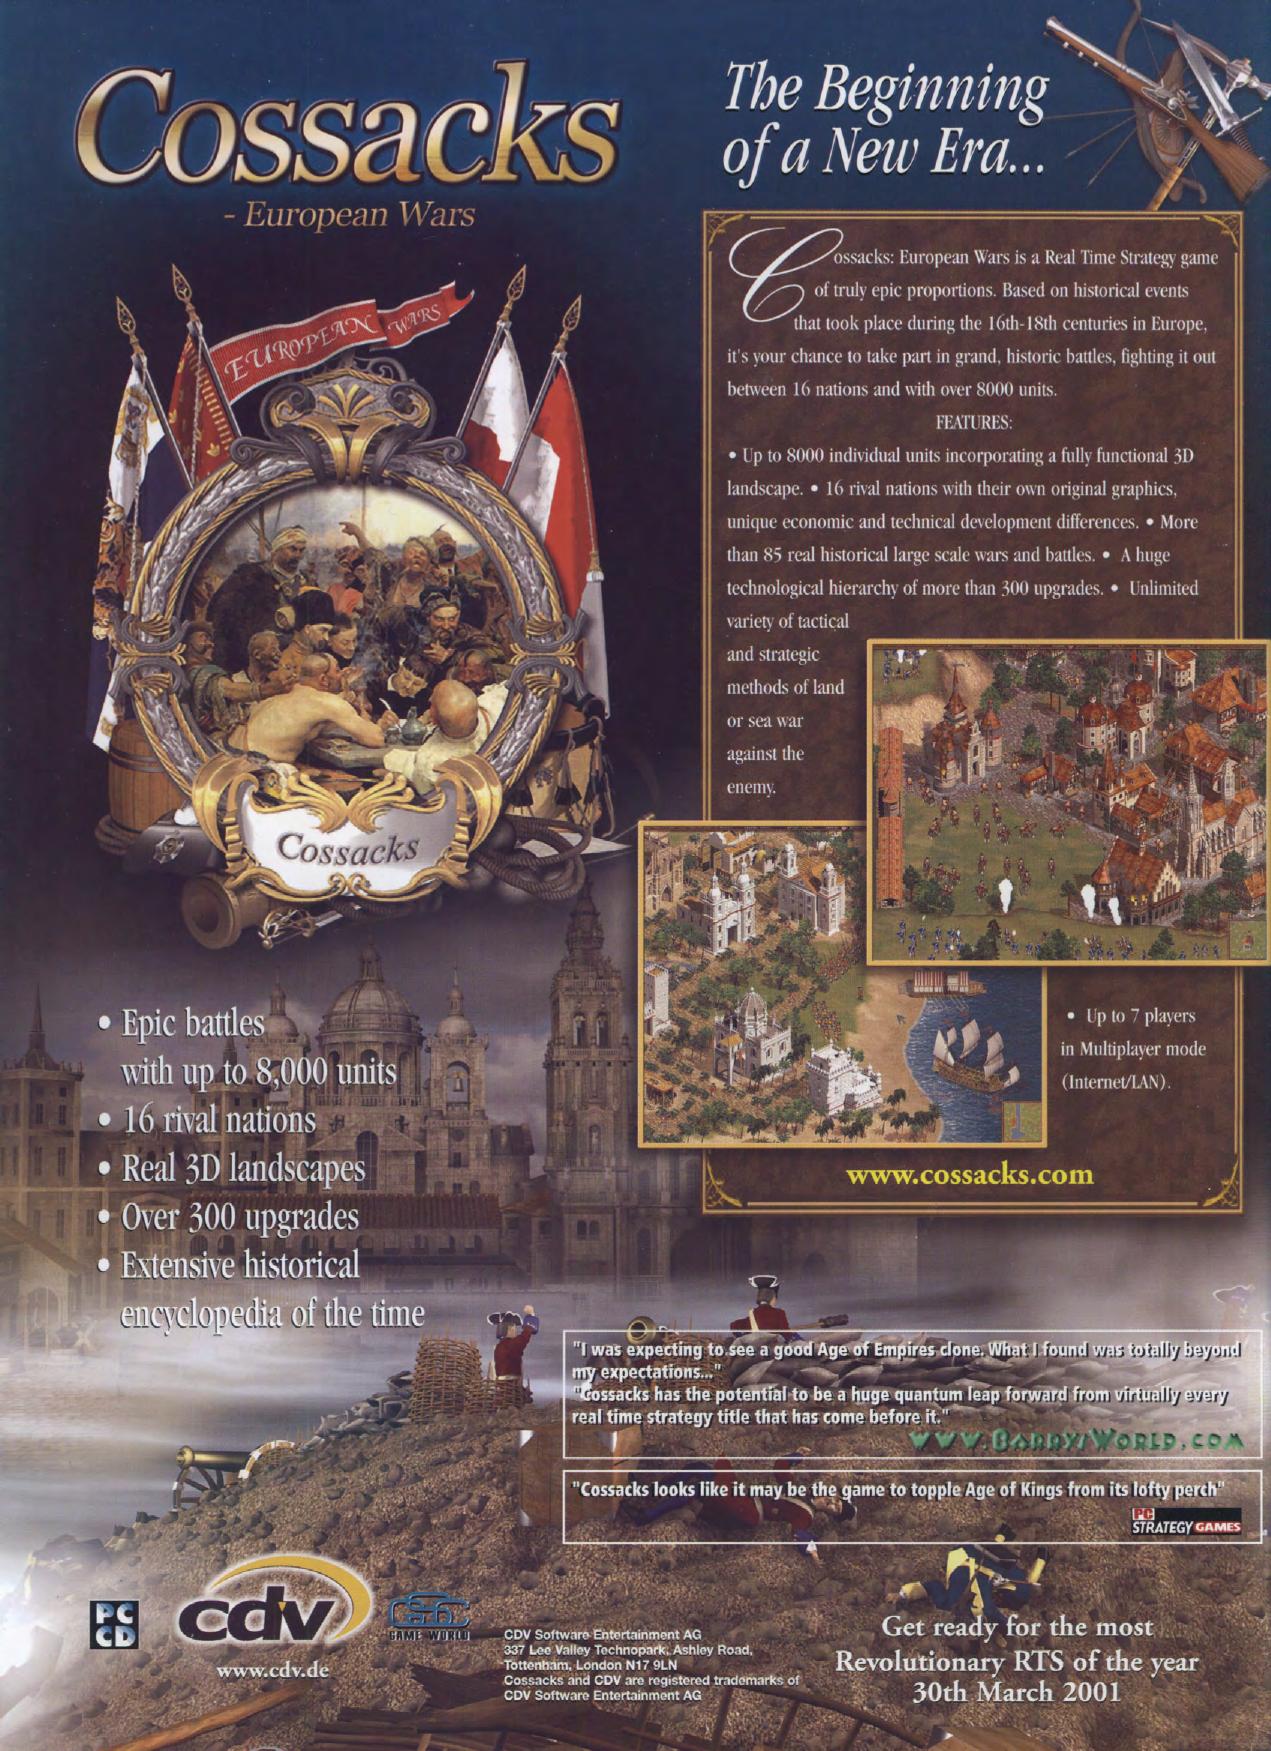 Cossacks
- European Wars
The Beginning
of a New Era...
EUROPEAN WARS
Cossacks
Cossacks: European Wars is a Real Time Strategy game
of truly epic proportions. Based on historical events
that took place during the 16th-18th centuries in Europe,
it's your chance to take part in grand, historic battles, fighting it out
between 16 nations and with over 8000 units.
FEATURES:
• Up to 8000 individual units incorporating a fully functional 3D
landscape. • 16 rival nations with their own original graphics,
unique economic and technical development differences. • More
than 85 real historical large scale wars and battles. • A huge
technological hierarchy of more than 300 upgrades. • Unlimited
variety of tactical
and strategic
methods of land
or sea war
against the
enemy.
• Up to 7 players
in Multiplayer mode
(Internet/LAN).
www.cossacks.com
• Epic battles
with up to 8,000 units
• 16 rival nations
• Real 3D landscapes
• Over 300 upgrades
• Extensive historical
encyclopedia of the time
"I was expecting to see a good Age of Empires clone. What I found was totally beyond
my expectations..."
"Cossacks has the potential to be a huge quantum leap forward from virtually every
real time strategy title that has come before it."
www.BarrysWorld.com
"Cossacks looks like it may be the game to topple Age of Kings from its lofty perch"
PC
STRATEGY GAMES
PC
CD
cdv
www.cdv.de
GAME WORLD
CDV Software Entertainment AG
337 Lee Valley Technopark, Ashley Road,
Tottenham, London N17 9LN
Cossacks and CDV are registered trademarks of
CDV Software Entertainment AG
Get ready for the most
Revolutionary RTS of the year
30th March 2001